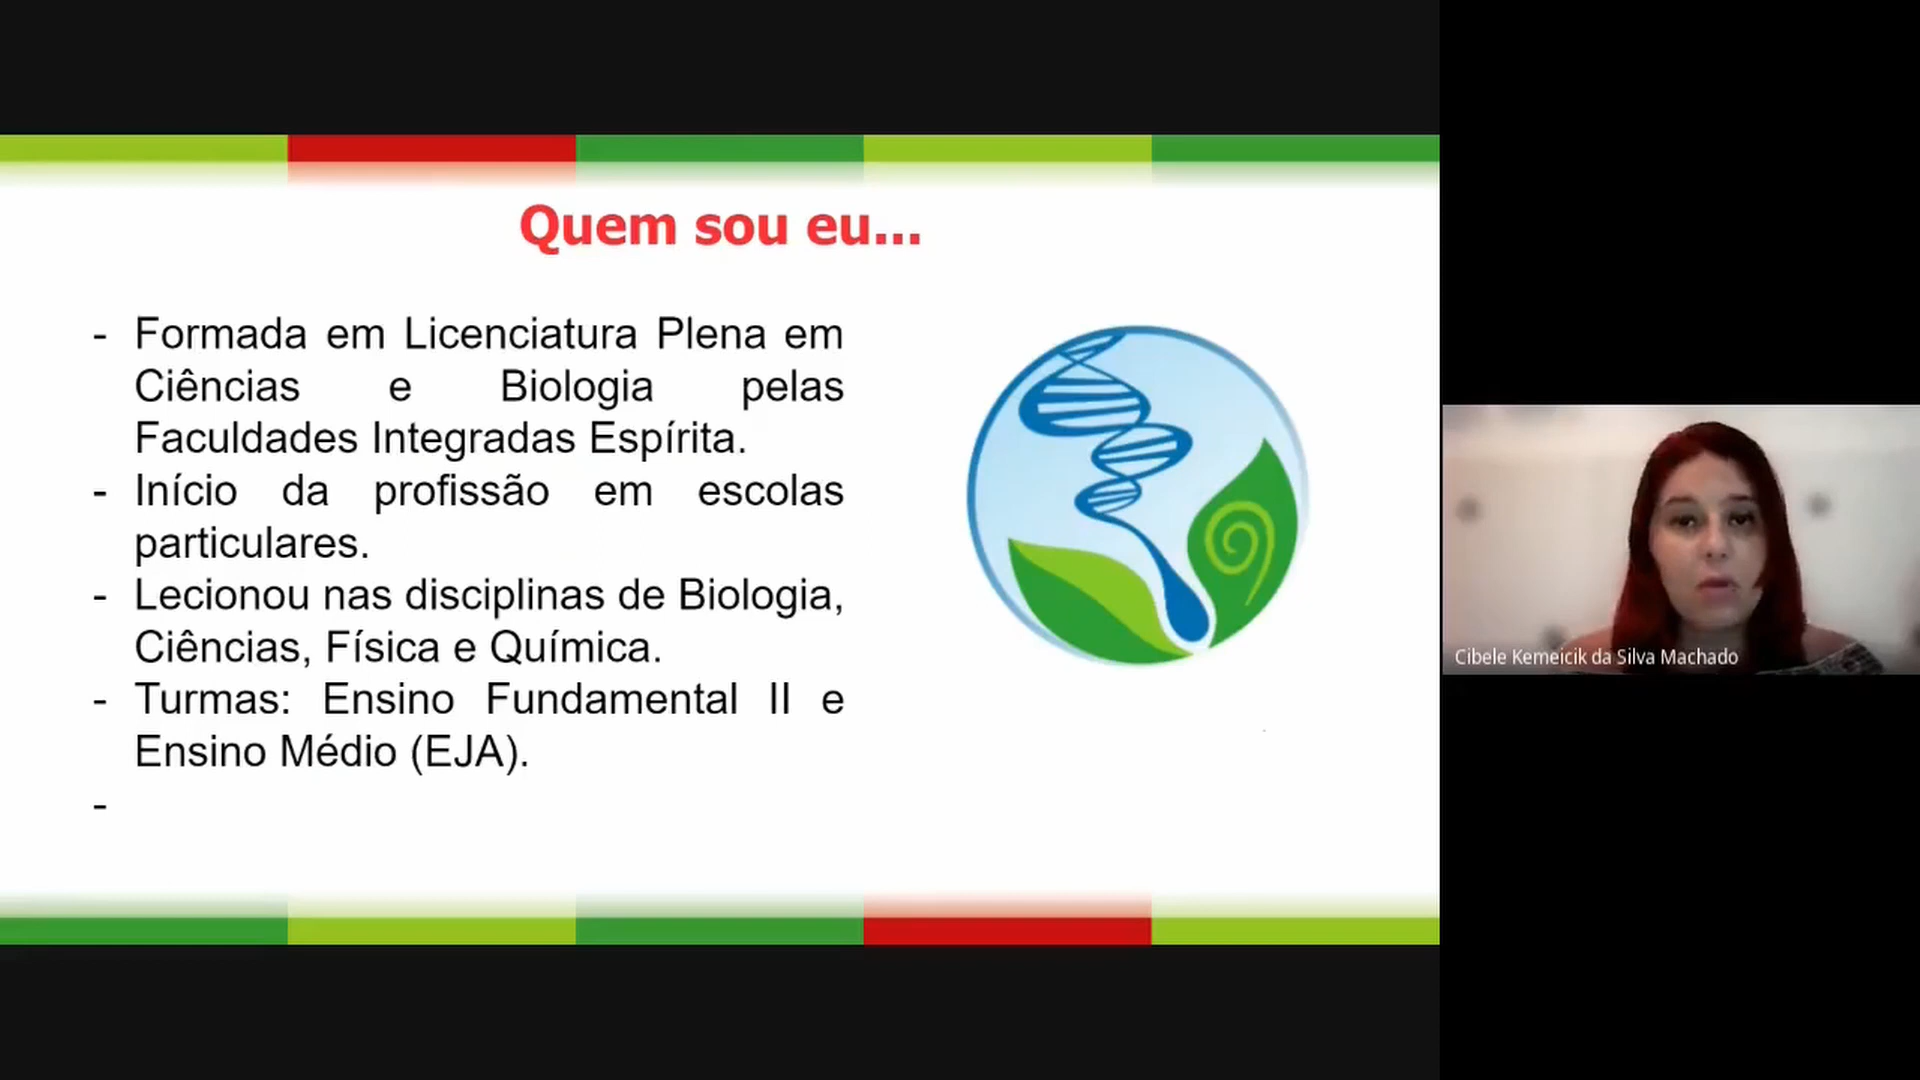 Quem sou eu...
- Formada em Licenciatura Plena em
Ciências e Biologia pelas
Faculdades Integradas Espírita.
- Início da profissão em escolas
particulares.
- Lecionou nas disciplinas de Biologia,
Ciências, Física e Química.
- Turmas: Ensino Fundamental II e
Ensino Médio (EJA).
-
Cibele Kemeicik da Silva Machado